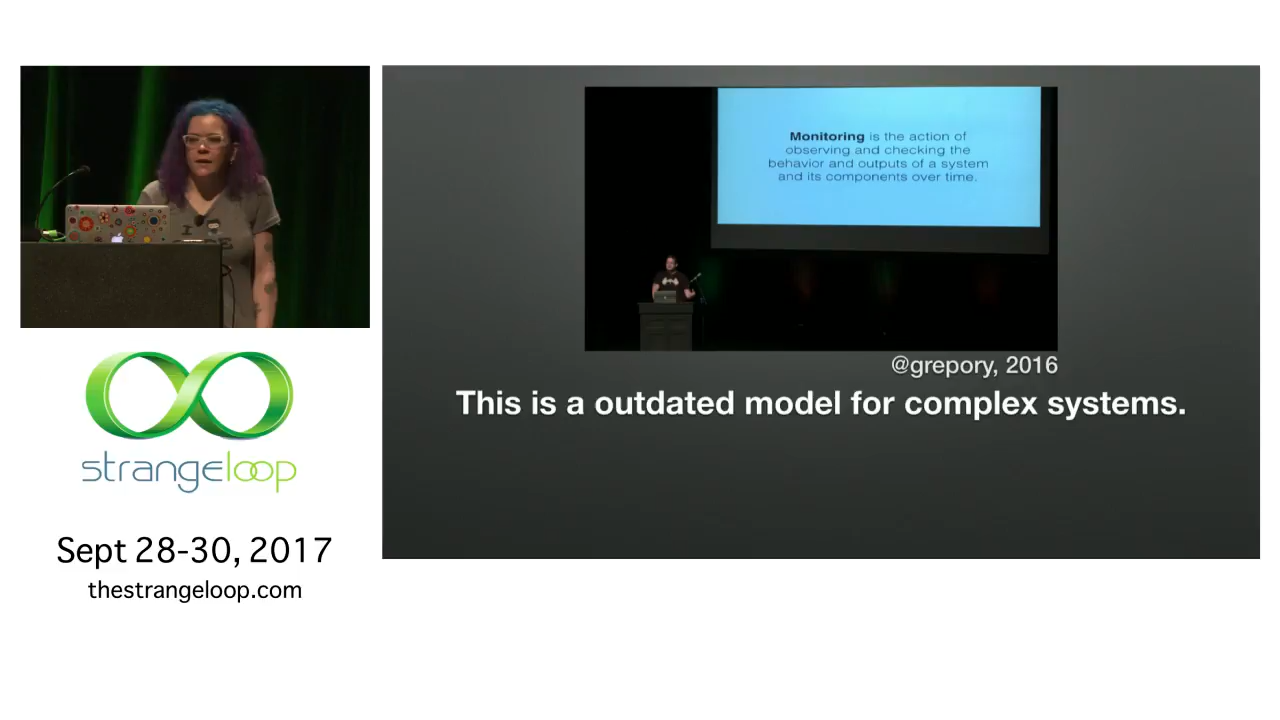 Monitoring is the action of
observing and checking the
behavior and outputs of a system
and its components over time.
@grepory, 2016
This is a outdated model for complex systems.
strangeloop
Sept 28-30, 2017
thestrangeloop.com